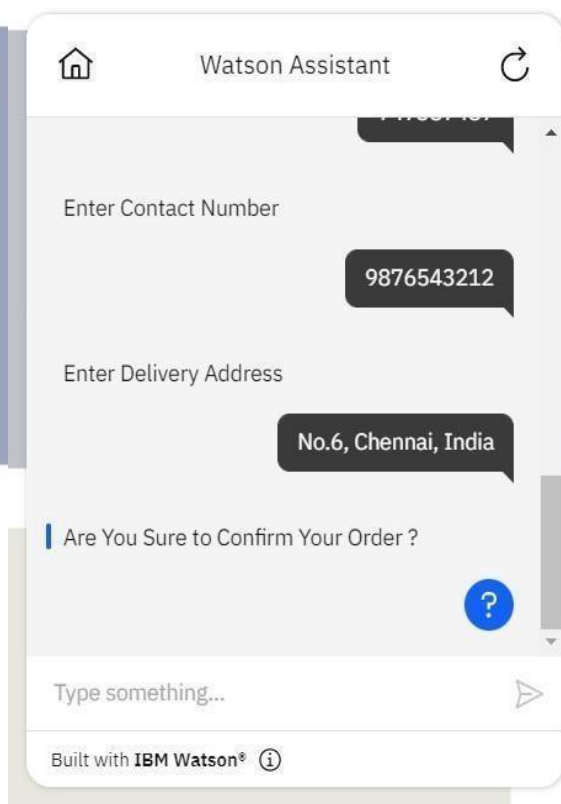 Watson Assistant
Enter Contact Number
9876543212
Enter Delivery Address
No.6, Chennai, India
Are You Sure to Confirm Your Order ?
?
Type something...
Built with IBM Watson®